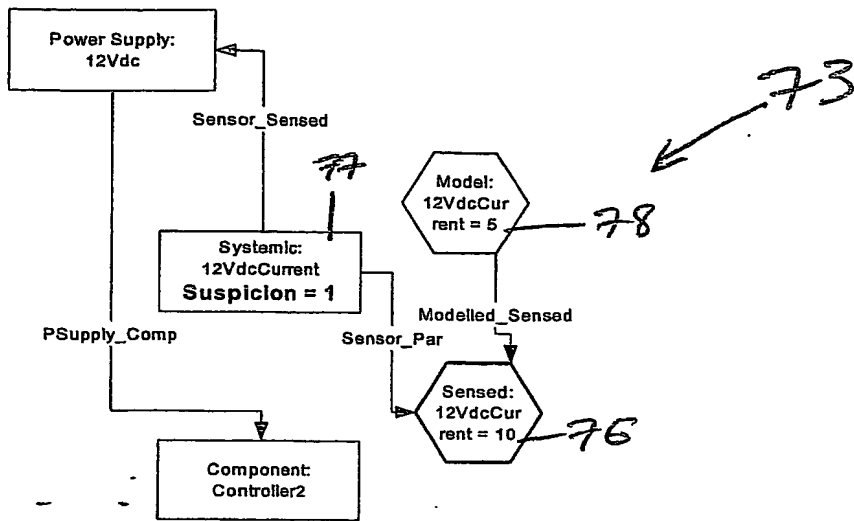 Power Supply:
12Vdc
73
Sensor_Sensed
77
Model:
12VdcCur
rent = 5
78
Systemic:
12VdcCurrent
Suspicion = 1
Modelled_Sensed
PSupply_Comp
Sensor_Par
Sensed:
12VdcCur
rent = 10
76
Component:
Controller2